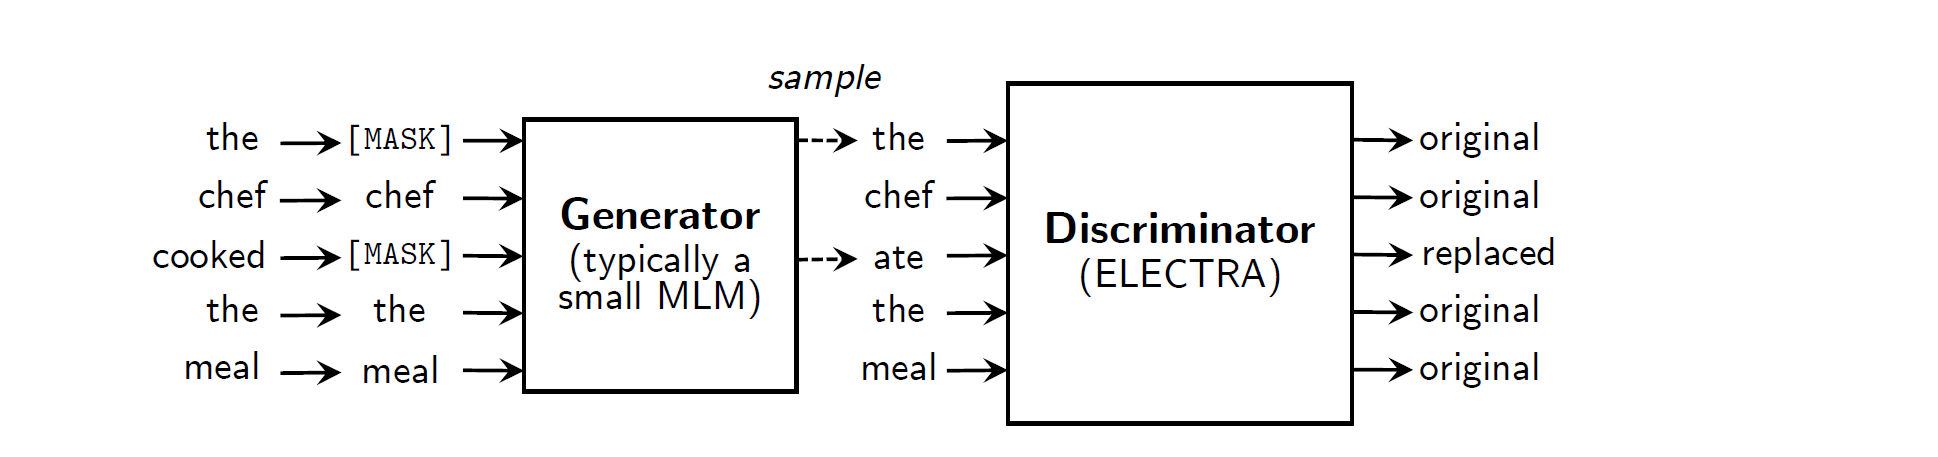 sample
the [MASK] the original
chef chef chef original
cooked [MASK] ate replaced
the the the original
meal meal meal original
Generator
(typically a
small MLM)
Discriminator
(ELECTRA)